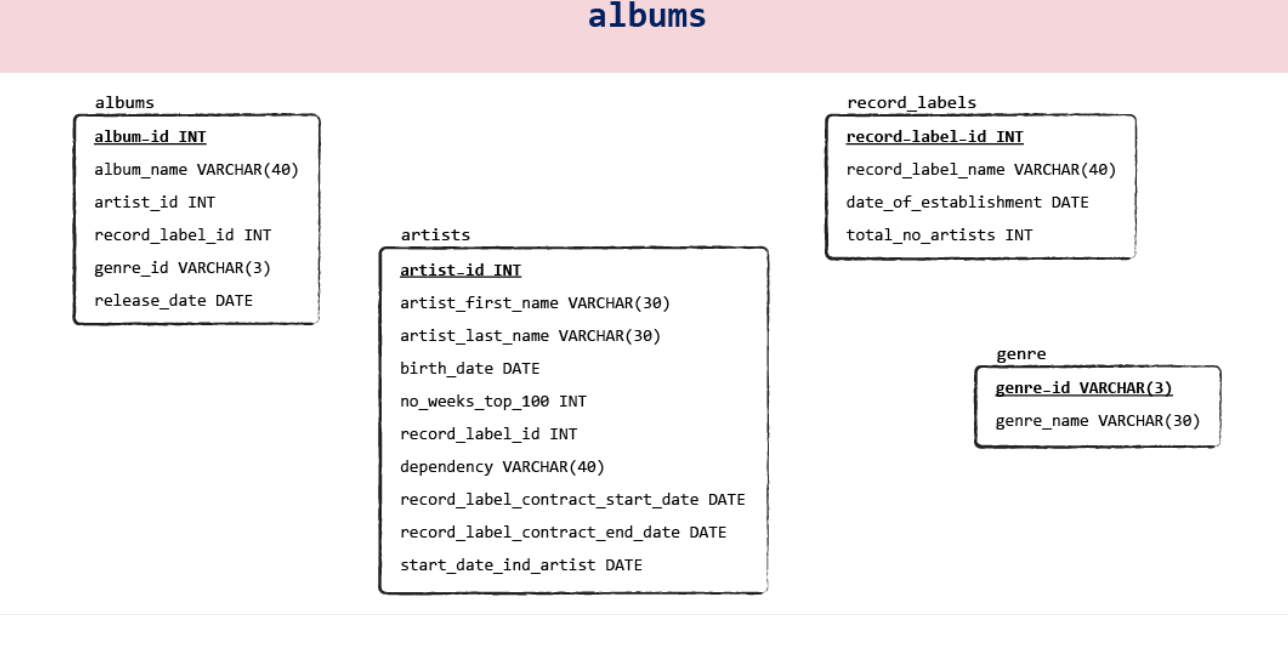 albums
albums
album_id INT
album_name VARCHAR(40)
artist_id INT
record_label_id INT
genre_id VARCHAR(3)
release_date DATE
artists
artist_id INT
artist_first_name VARCHAR(30)
artist_last_name VARCHAR(30)
birth_date DATE
no_weeks_top_100 INT
record_label_id INT
dependency VARCHAR(40)
record_label_contract_start_date DATE
record_label_contract_end_date DATE
start_date_ind_artist DATE
record_labels
record_label_id INT
record_label_name VARCHAR(40)
date_of_establishment DATE
total_no_artists INT
genre
genre_id VARCHAR(3)
genre_name VARCHAR(30)